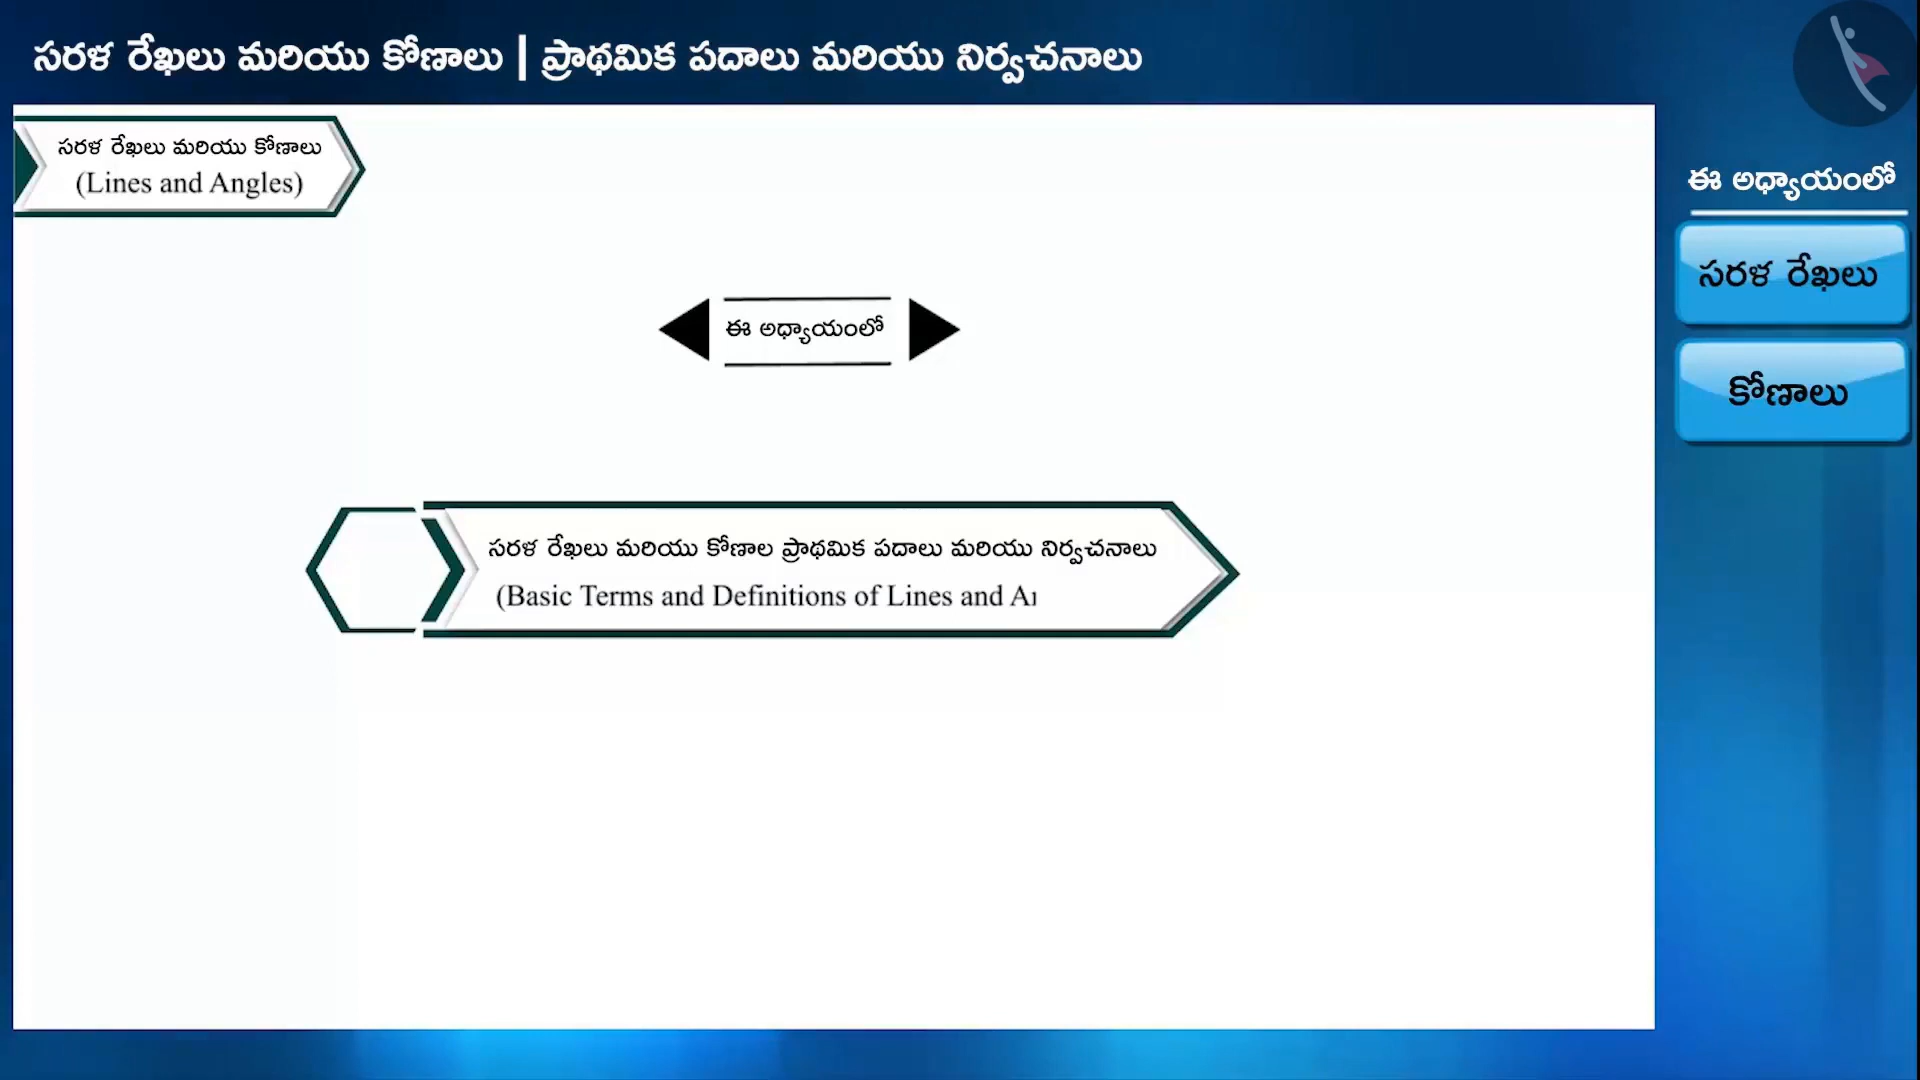 సరళ రేఖలు మరియు కోణాలు | ప్రాథమిక పదాలు మరియు నిర్వచనాలు
సరళ రేఖలు మరియు కోణాలు
(Lines and Angles)
ఈ అధ్యాయంలో
సరళ రేఖలు మరియు కోణాల ప్రాథమిక పదాలు మరియు నిర్వచనాలు
(Basic Terms and Definitions of Lines and
ఈ అధ్యాయంలో
సరళ రేఖలు
కోణాలు